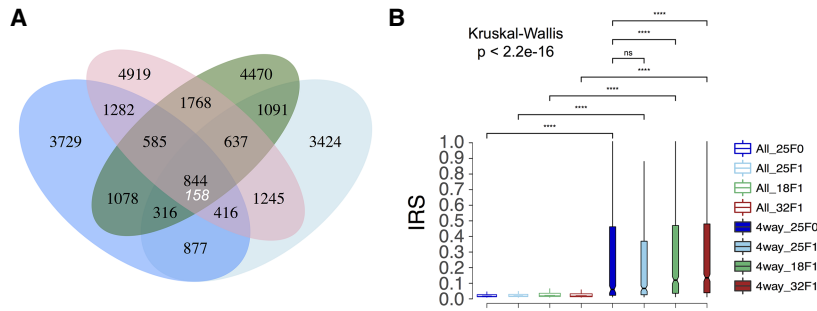 A
4919
4470
1282
1768
1091
3729
585
637
3424
844
158
1078
316
416
1245
877
B
Kruskal-Wallis
p < 2.2e-16
****
****
ns
****
****
****
****
IRS
1.0
0.9
0.8
0.7
0.6
0.5
0.4
0.3
0.2
0.1
0.0
All_25F0
All_25F1
All_18F1
All_32F1
4way_25F0
4way_25F1
4way_18F1
4way_32F1